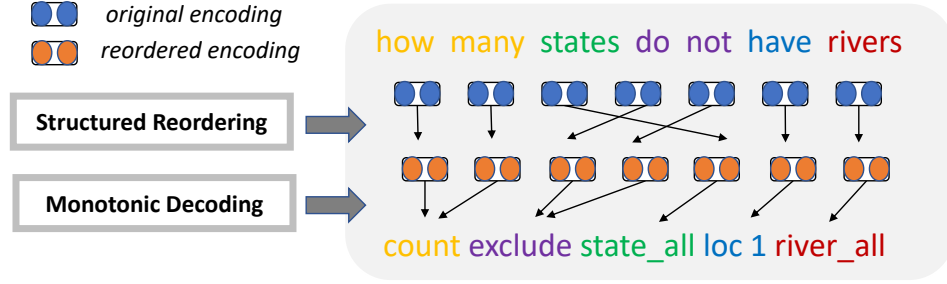 original encoding
reordered encoding
how many states do not have rivers
Structured Reordering
Monotonic Decoding
count exclude state_all loc 1 river_all